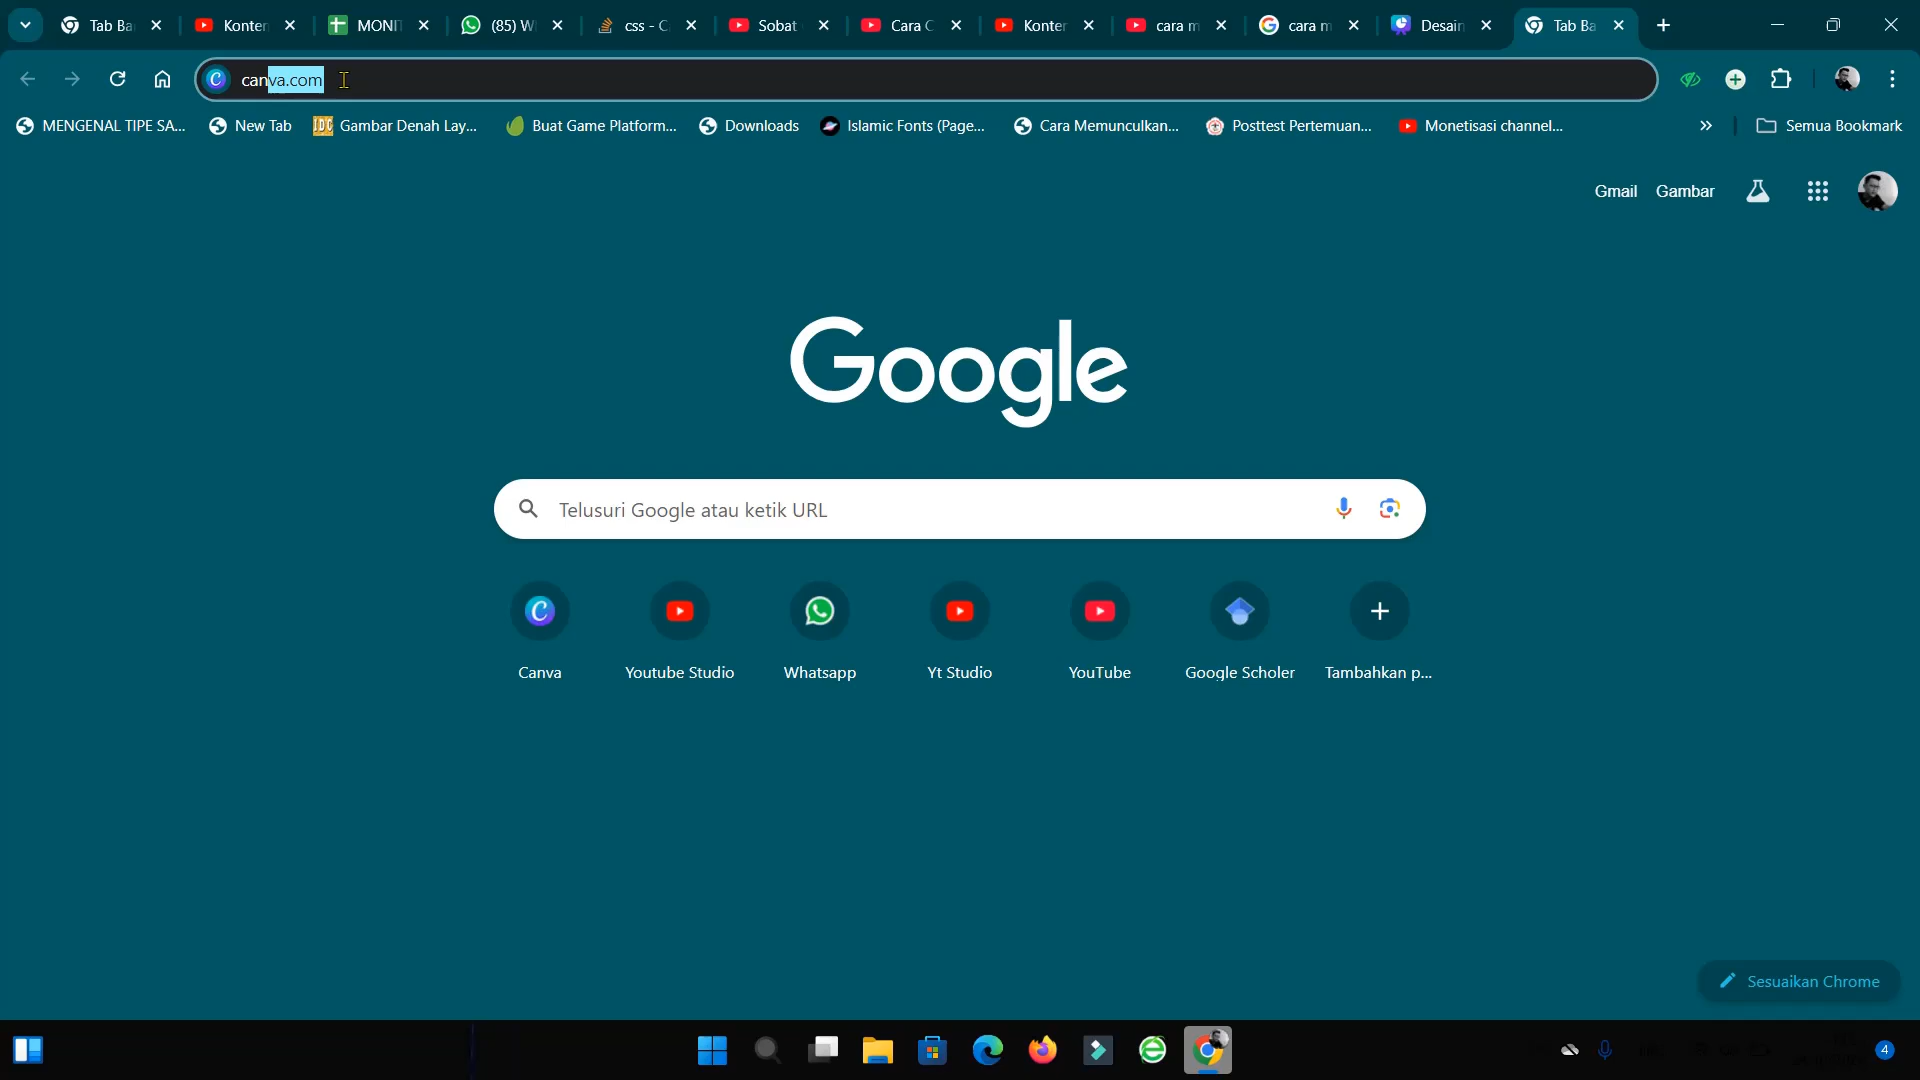 Tab Ba
Konter
MONI
(85) W
css - C
Sobat
Cara C
Konter
cara m
cara m
Desain
Tab Ba
canva.com
MENGENAL TIPE SA...
New Tab
Gambar Denah Lay...
Buat Game Platform...
Downloads
Islamic Fonts (Page...
Cara Memunculkan...
Posttest Pertemuan...
Monetisasi channel...
Semua Bookmark
Gmail
Gambar
Google
Telusuri Google atau ketik URL
Canva
Youtube Studio
Whatsapp
Yt Studio
YouTube
Google Scholer
Tambahkan p...
Sesuaikan Chrome
4